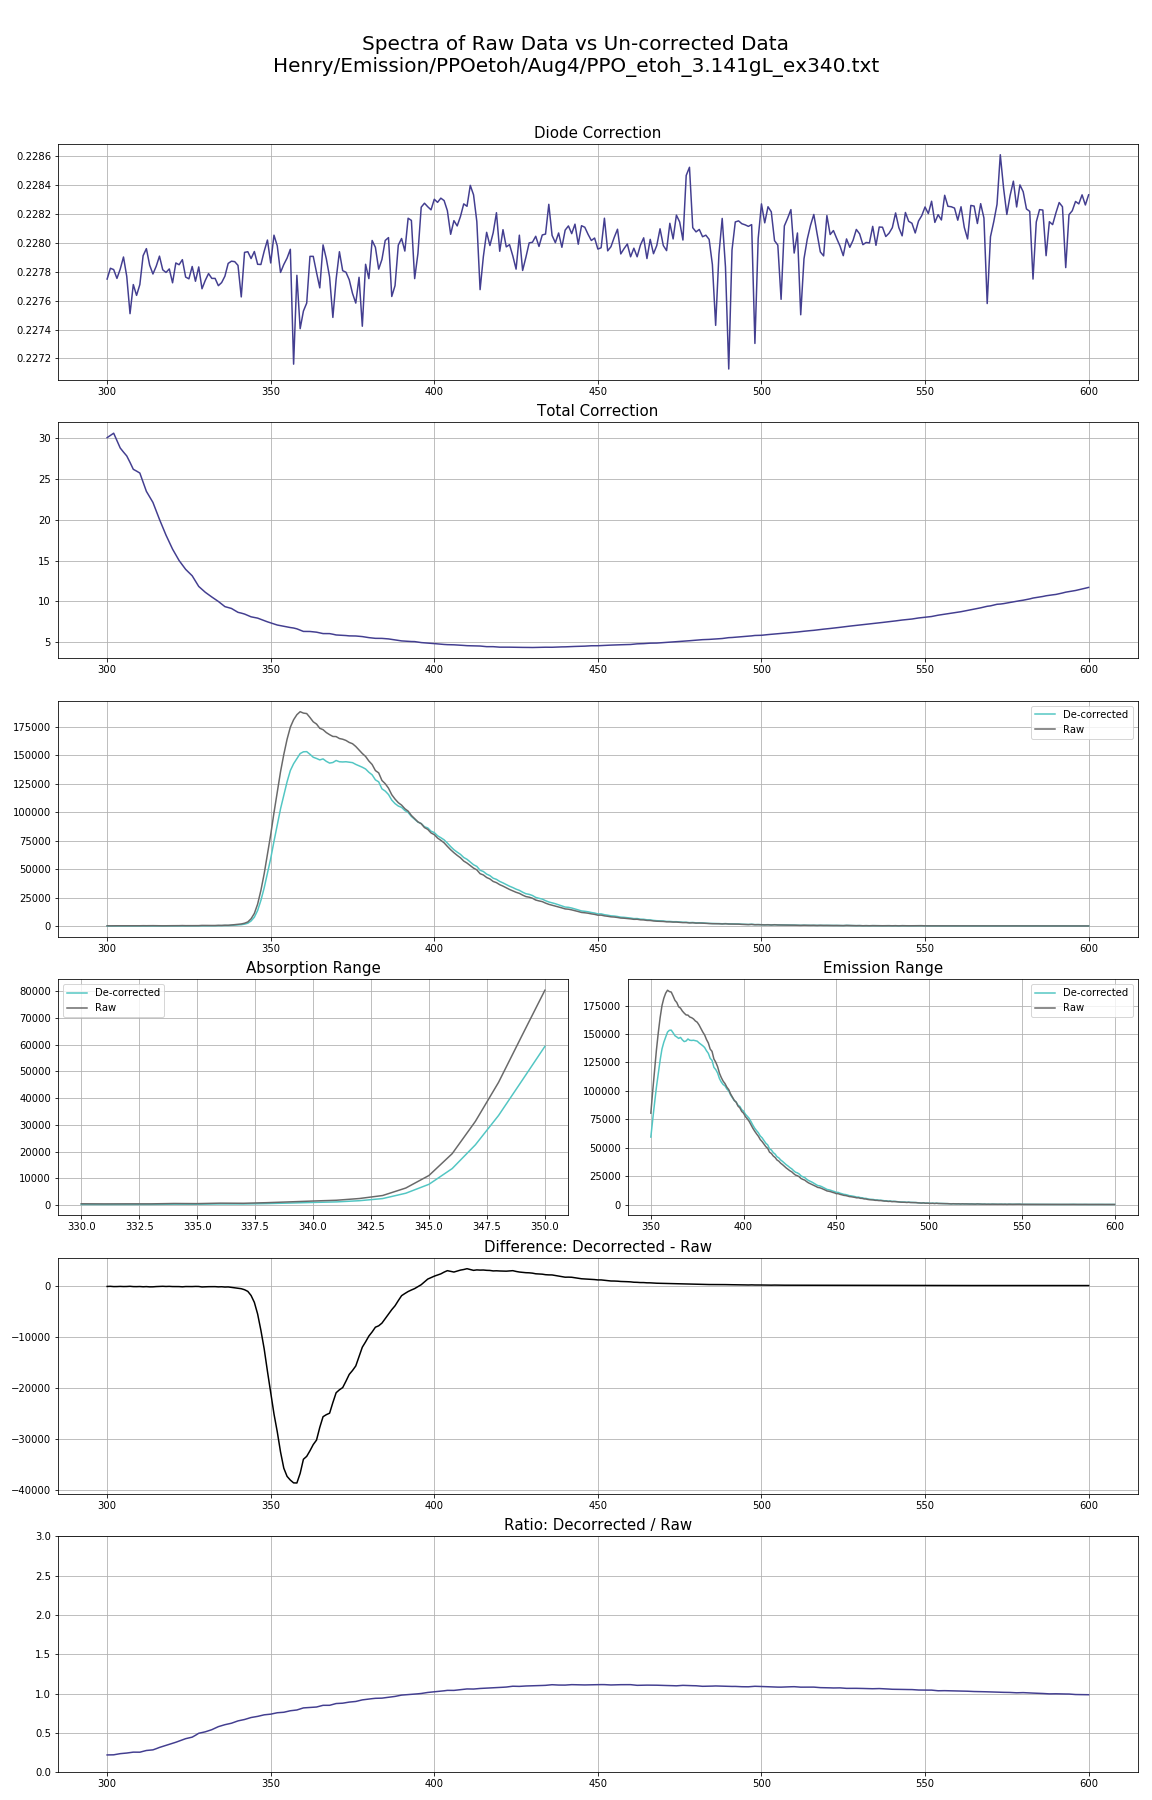 Spectra of Raw Data vs Un-corrected Data
Henry/Emission/PPOetoh/Aug4/PPO_etoh_3.141gL_ex340.txt
Diode Correction
0.2286
0.2284
0.2282
0.2280
0.2278
0.2276
0.2274
0.2272
300 350 400 450 500 550 600
Total Correction
30
25
20
15
10
5
300 350 400 450 500 550 600
175000
150000
125000
100000
75000
50000
25000
0
De-corrected
Raw
300 350 400 450 500 550 600
Absorption Range
80000
70000
60000
50000
40000
30000
20000
10000
0
De-corrected
Raw
330.0 332.5 335.0 337.5 340.0 342.5 345.0 347.5 350.0
Emission Range
175000
150000
125000
100000
75000
50000
25000
0
De-corrected
Raw
350 400 450 500 550 600
Difference: Decorrected - Raw
0
−10000
−20000
−30000
−40000
300 350 400 450 500 550 600
Ratio: Decorrected / Raw
3.0
2.5
2.0
1.5
1.0
0.5
0.0
300 350 400 450 500 550 600